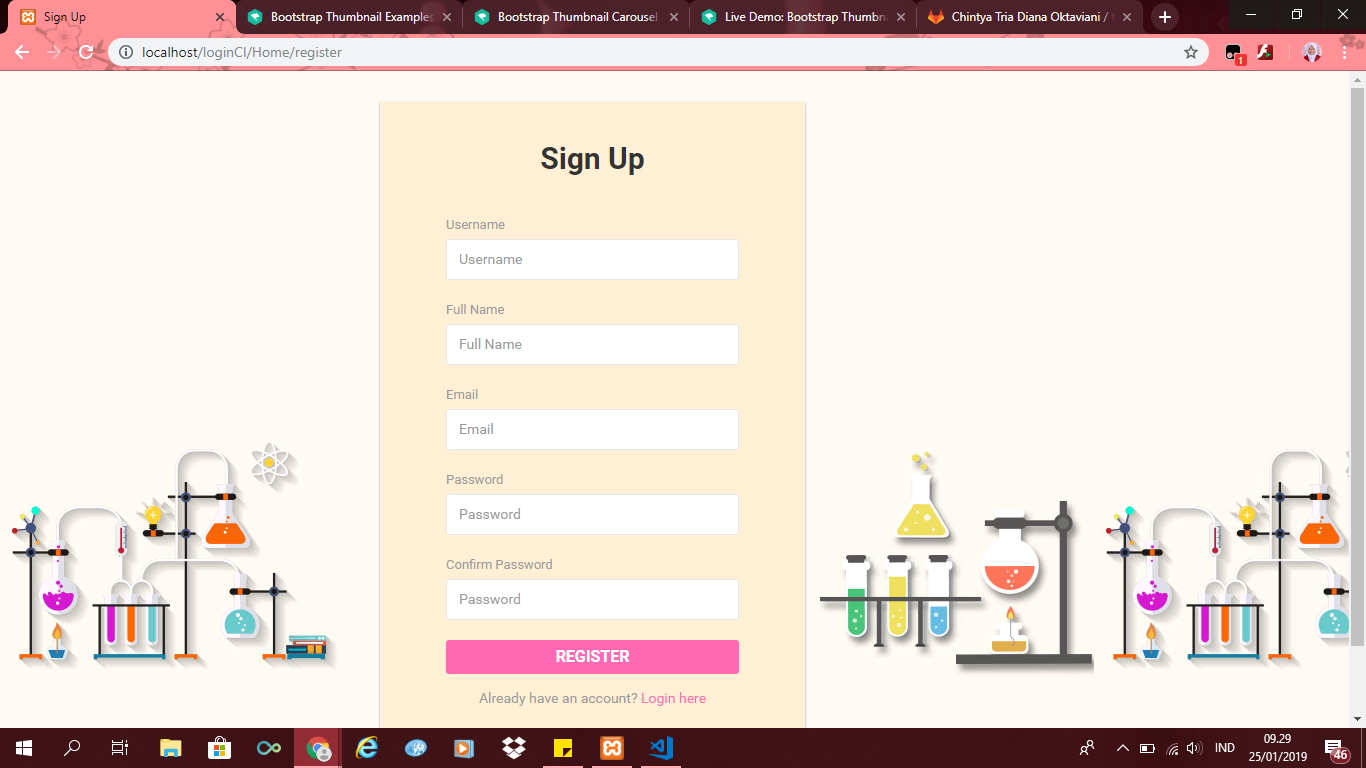 Sign Up
Bootstrap Thumbnail Examples
Bootstrap Thumbnail Carousel
Live Demo: Bootstrap Thumbn
Chintya Tria Diana Oktaviani /
localhost/loginCI/Home/register
1
Sign Up
Username
Username
Full Name
Full Name
Email
Email
Password
Password
Confirm Password
Password
REGISTER
Already have an account? Login here
IND
09.29
25/01/2019
46